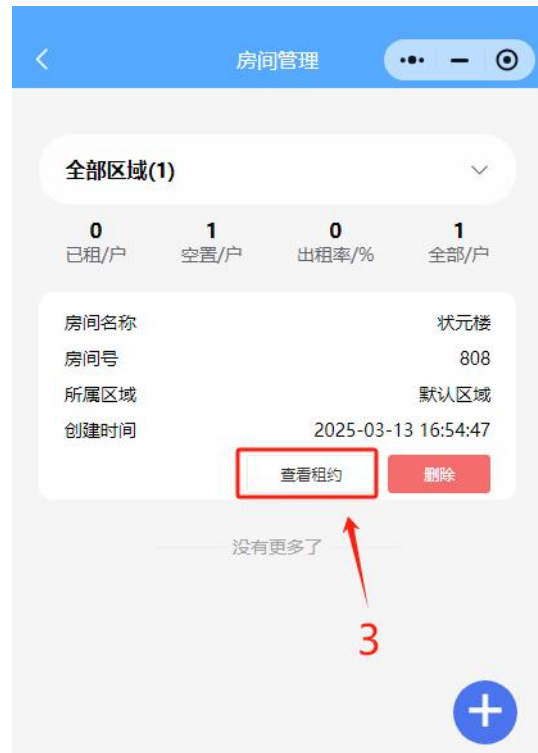 房间管理
全部区域(1)
0 1 0 1
已租/户 空置/户 出租率/% 全部/户
房间名称 状元楼
房间号 808
所属区域 默认区域
创建时间 2025-03-13 16:54:47
查看租约 删除
没有更多了
3